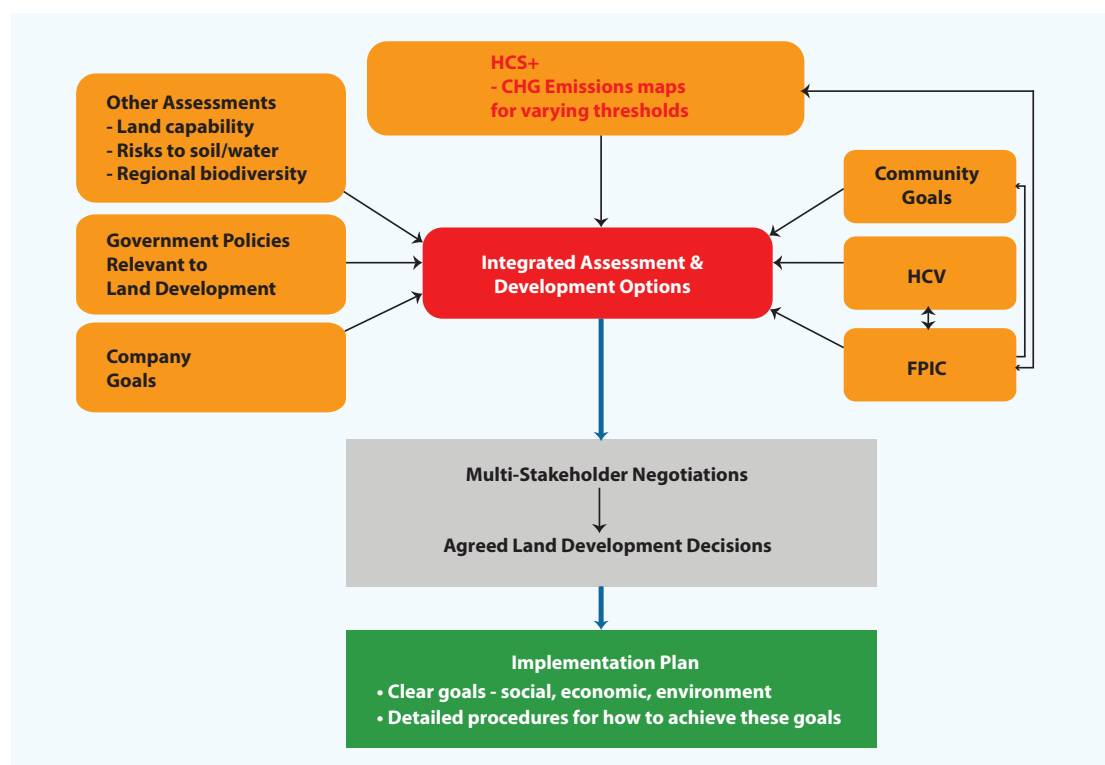 HCS+
- CHG Emissions maps
for varying thresholds
Other Assessments
- Land capability
- Risks to soil/water
- Regional biodiversity
Government Policies
Relevant to
Land Development
Company
Goals
Integrated Assessment &
Development Options
Community
Goals
HCV
FPIC
Multi-Stakeholder Negotiations
Agreed Land Development Decisions
Implementation Plan
• Clear goals - social, economic, environment
• Detailed procedures for how to achieve these goals